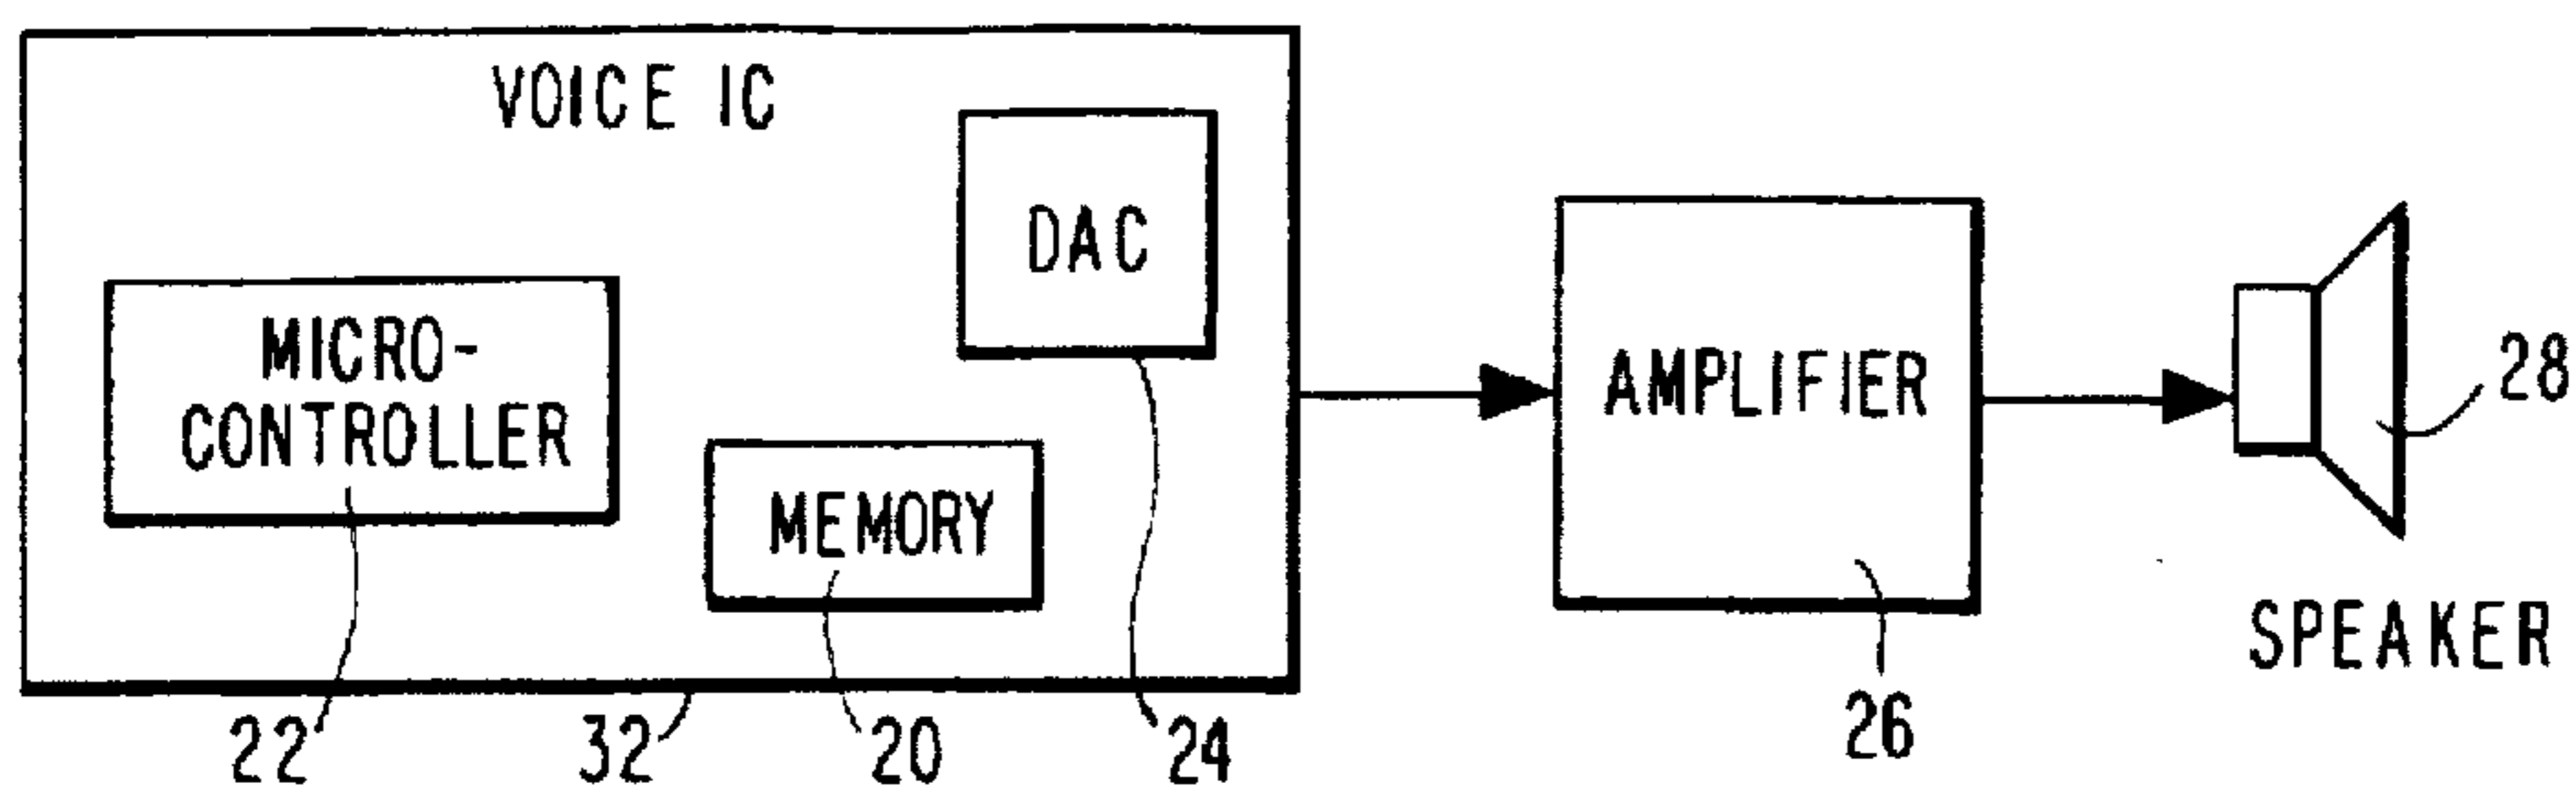 VOICE IC
DAC
MICRO-
CONTROLLER
MEMORY
AMPLIFIER
28
SPEAKER
22
32
20
24
26